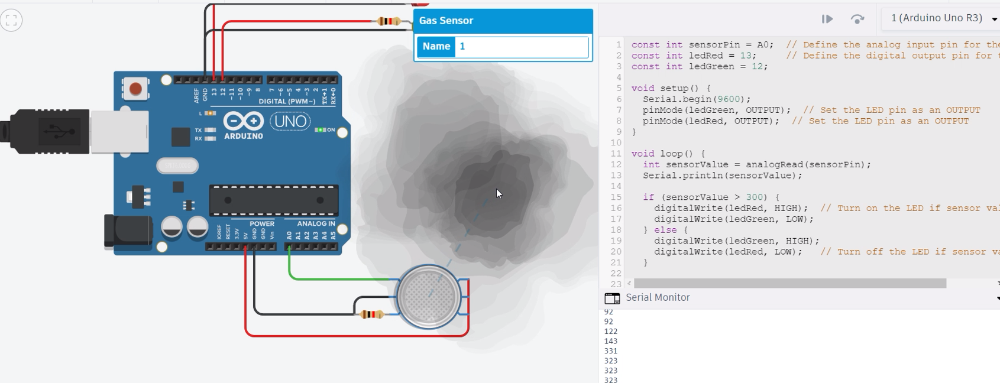 Gas Sensor
Name 1
AREF
GND
13
12
~11
~10
~9
8
7
~6
~5
4
~3
2
TX→1
RX←0
DIGITAL (PWM~)
L
TX
RX
UNO
ON
ARDUINO
POWER
ANALOG IN
IOREF
RESET
3.3V
5V
GND
GND
Vin
A0
A1
A2
A3
A4
A5
1 (Arduino Uno R3)
1 const int sensorPin = A0;  // Define the analog input pin for the
2 const int ledRed = 13;     // Define the digital output pin for
3 const int ledGreen = 12;
4
5 void setup() {
6   Serial.begin(9600);
7   pinMode(ledGreen, OUTPUT);  // Set the LED pin as an OUTPUT
8   pinMode(ledRed, OUTPUT);  // Set the LED pin as an OUTPUT
9 }
10
11 void loop() {
12   int sensorValue = analogRead(sensorPin);
13   Serial.println(sensorValue);
14
15   if (sensorValue > 300) {
16     digitalWrite(ledRed, HIGH);  // Turn on the LED if sensor
17     digitalWrite(ledGreen, LOW);
18   } else {
19     digitalWrite(ledGreen, HIGH);
20     digitalWrite(ledRed, LOW);   // Turn off the LED if sensor
21   }
22
23
Serial Monitor
92
92
122
143
331
323
323
323